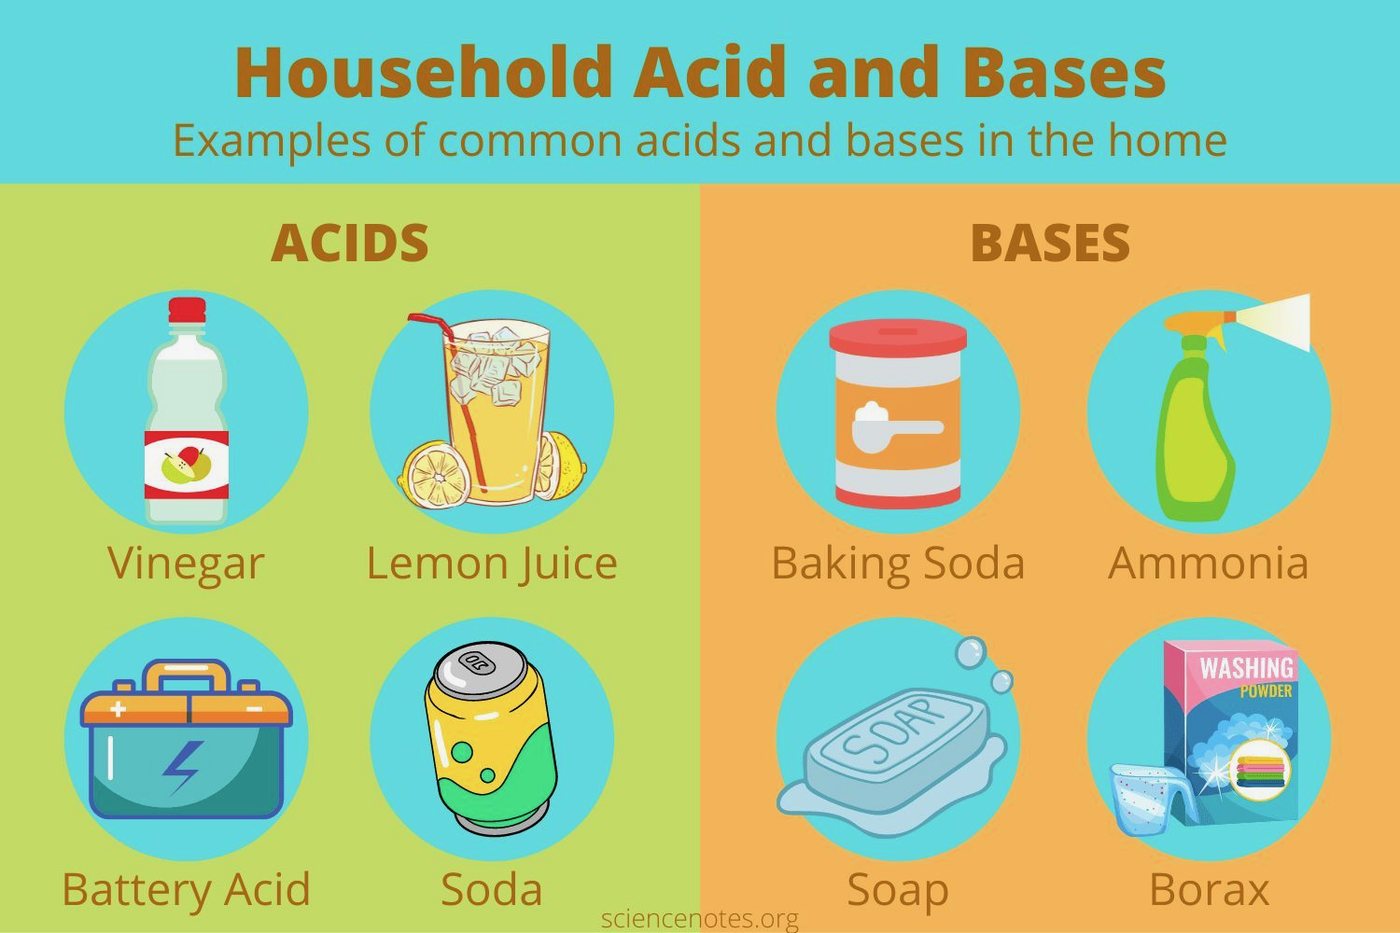 Household Acid and Bases
Examples of common acids and bases in the home
ACIDS
BASES
Vinegar
Lemon Juice
Baking Soda
Ammonia
SOAP
WASHING
POWDER
Battery Acid
Soda
Soap
Borax
sciencenotes.org